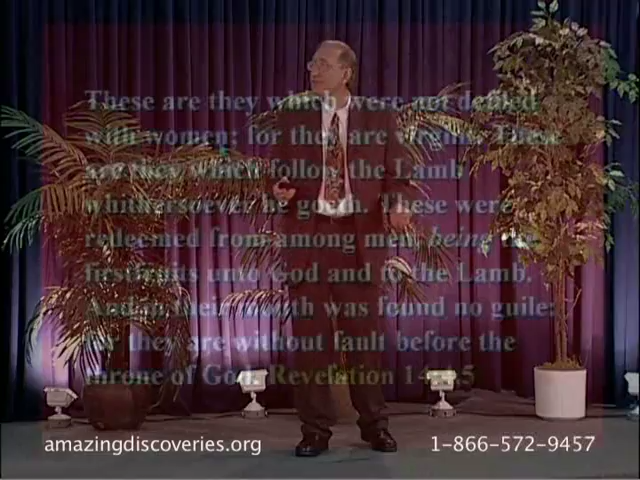 These are they which were not defiled
with women; for they are virgins. These
are they which follow the Lamb
whithersoever he goeth. These were
redeemed from among men, being the
firstfruits unto God and to the Lamb.
And in their mouth was found no guile:
for they are without fault before the
throne of God. Revelation 14:4,5
amazingdiscoveries.org
1-866-572-9457